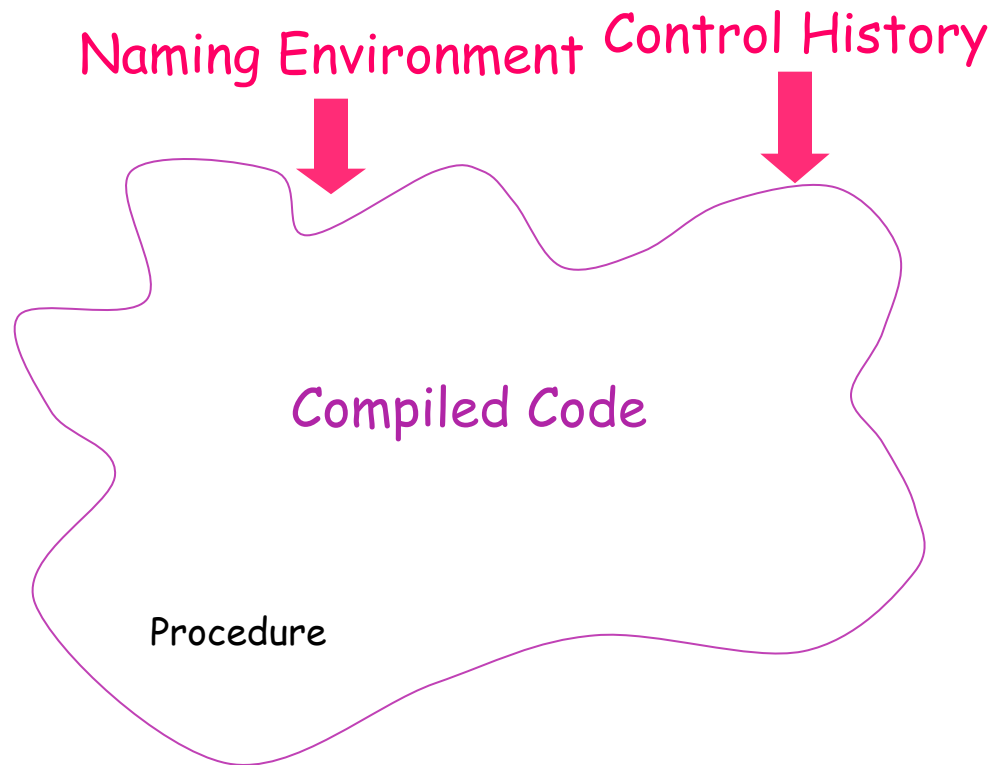 Naming Environment
Control History
Compiled Code
Procedure